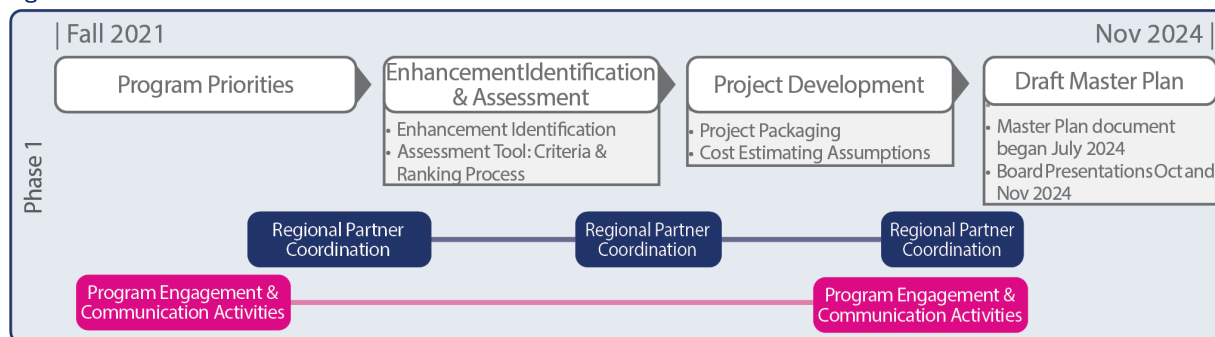 | Fall 2021
Nov 2024 |
Program Priorities
EnhancementIdentification
& Assessment
Project Development
Draft Master Plan
• Enhancement Identification
• Assessment Tool: Criteria &
Ranking Process
• Project Packaging
• Cost Estimating Assumptions
•
• Master Plan document
began July 2024
• Board Presentations Oct and
Nov 2024
Phase 1
Regional Partner
Coordination
Regional Partner
Coordination
Regional Partner
Coordination
Program Engagement &
Communication Activities
Program Engagement &
Communication Activities